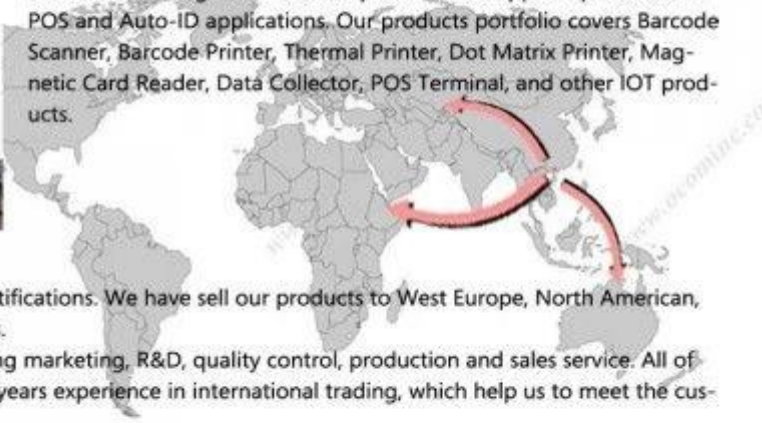 POS and Auto-ID applications. Our products portfolio covers Barcode
Scanner, Barcode Printer, Thermal Printer, Dot Matrix Printer, Mag-
netic Card Reader, Data Collector, POS Terminal, and other IOT prod-
ucts.
tifications. We have sell our products to West Europe, North American,
ng marketing, R&D, quality control, production and sales service. All of
years experience in international trading, which help us to meet the cus-